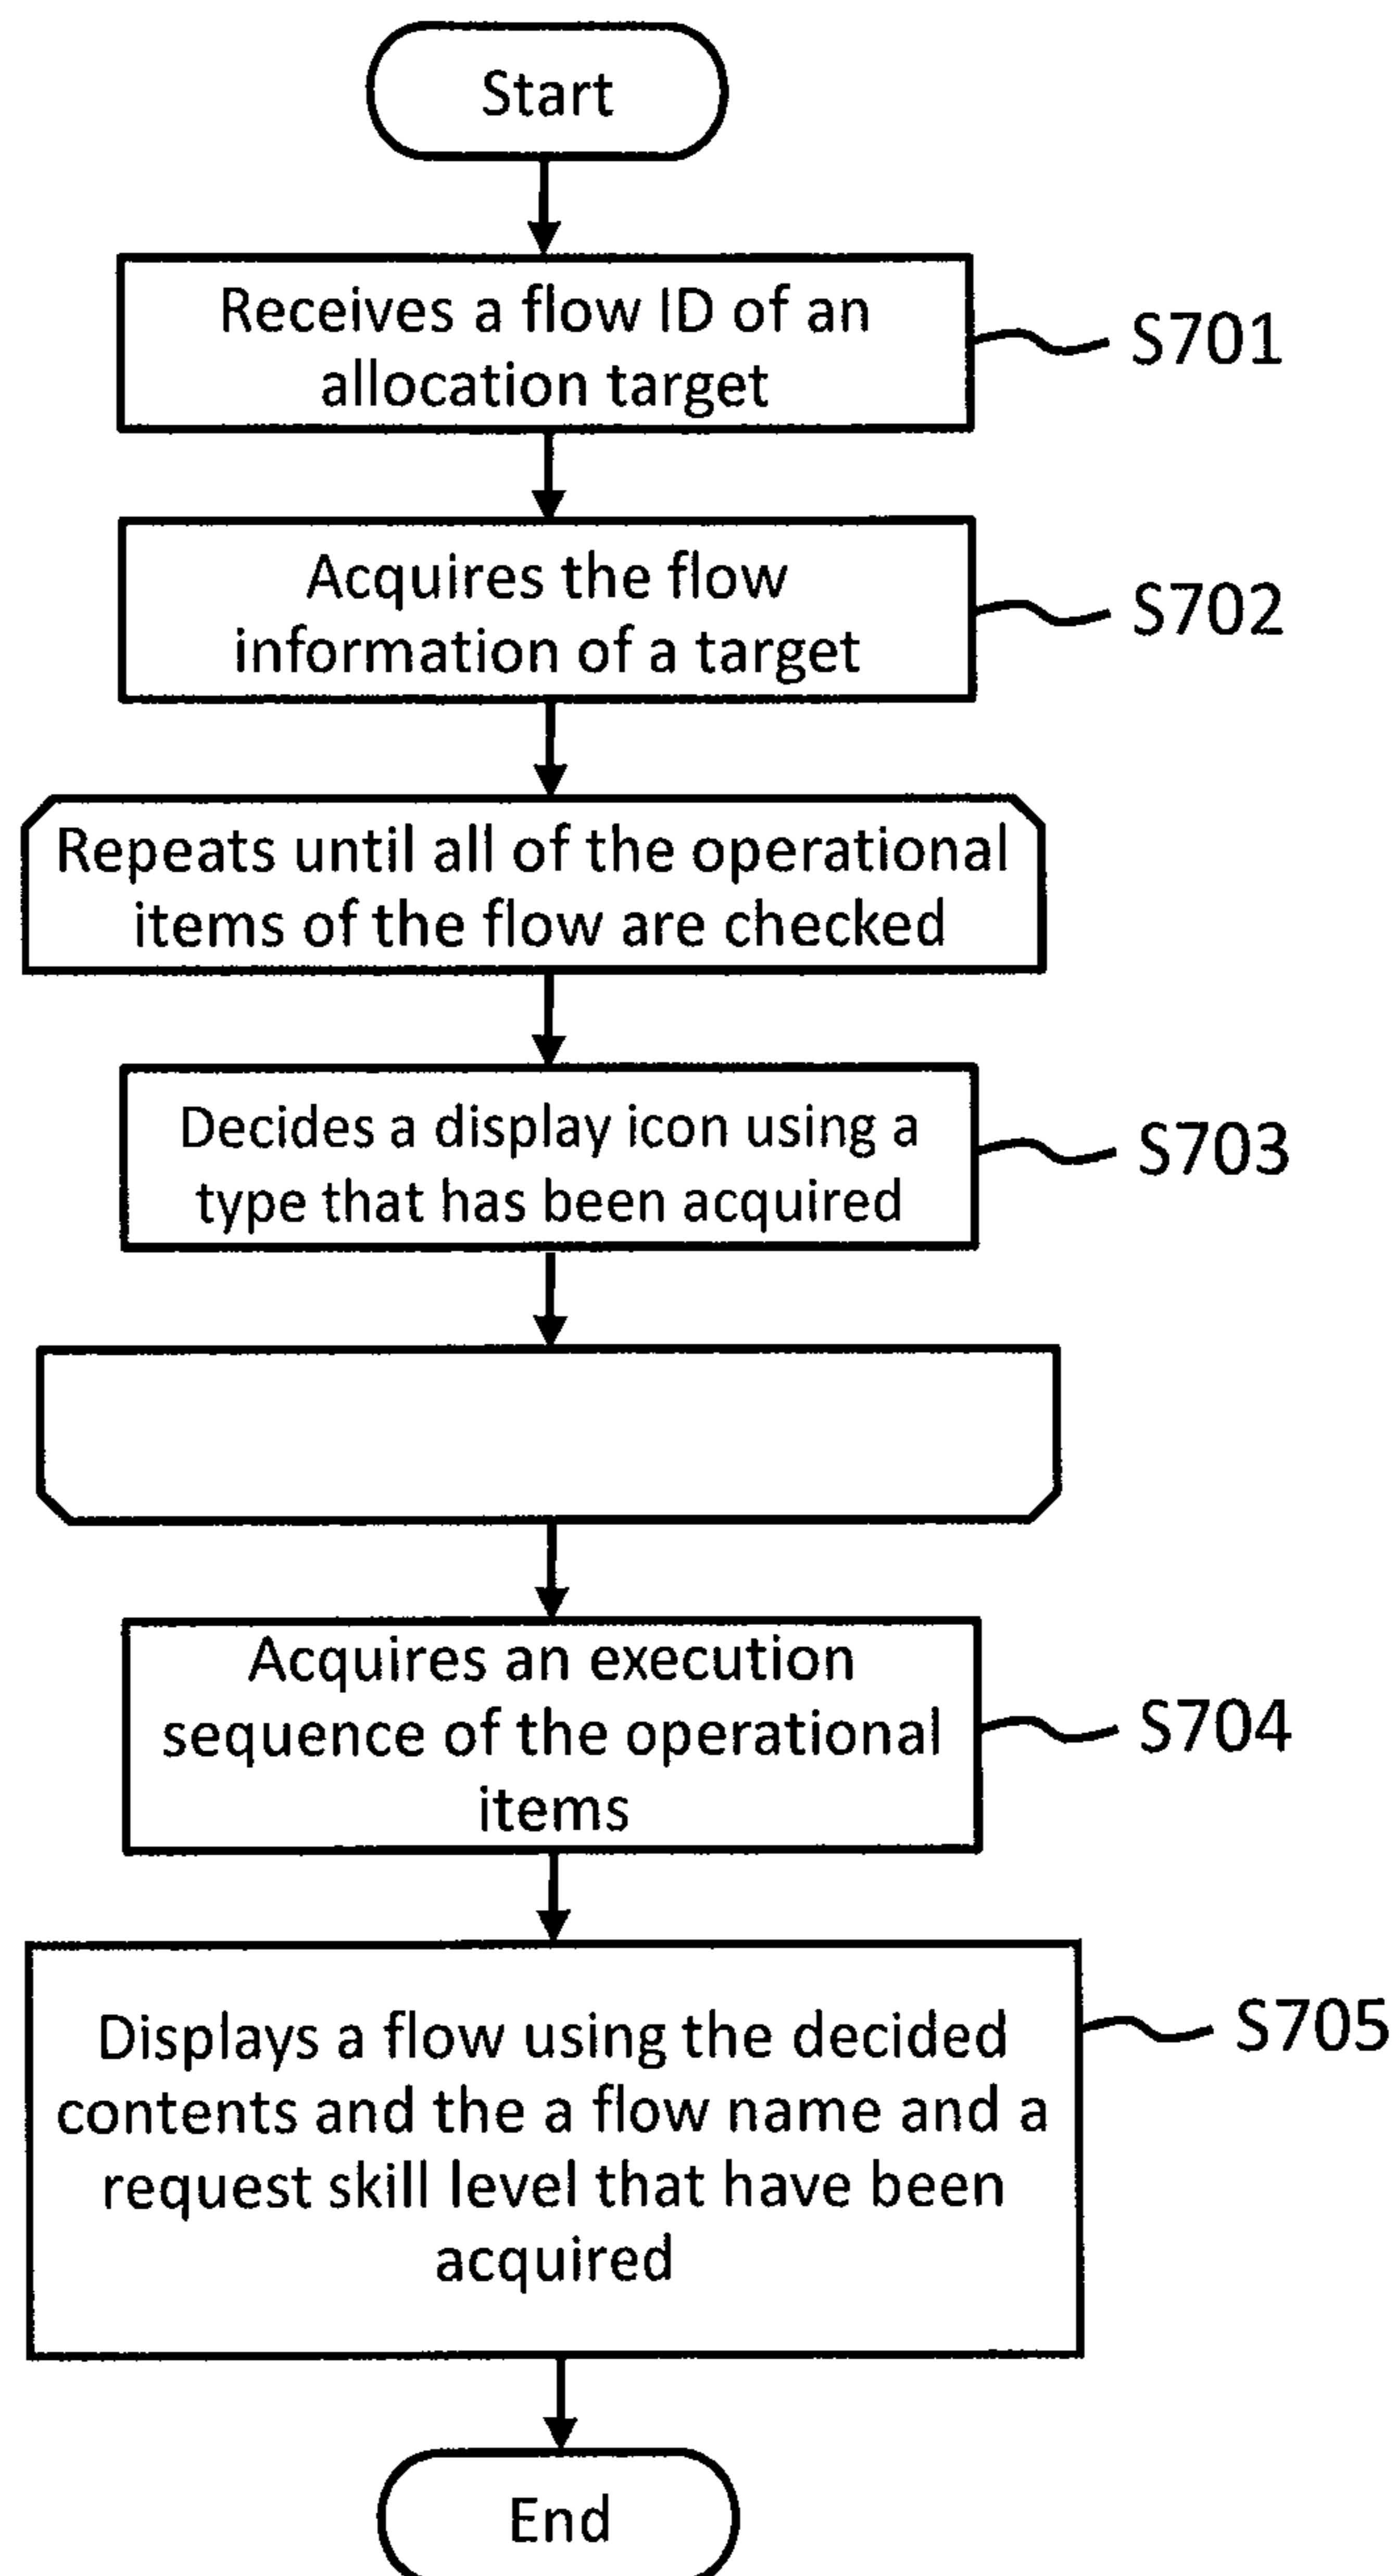 Start
Receives a flow ID of an
allocation target
S701
Acquires the flow
information of a target
S702
Repeats until all of the operational
items of the flow are checked
Decides a display icon using a
type that has been acquired
S703
Acquires an execution
sequence of the operational
items
S704
Displays a flow using the decided
contents and the a flow name and a
request skill level that have been
acquired
S705
End